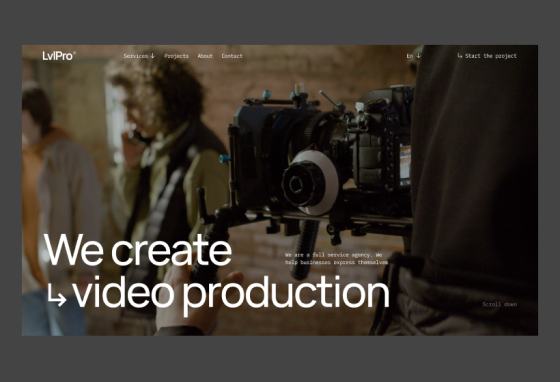 LvlPro®
Services ↓ Projects About Contact
En ↓
↳ Start the project
We create
We are a full service agency. We
help businesses express themselves
↳ video production
Scroll down